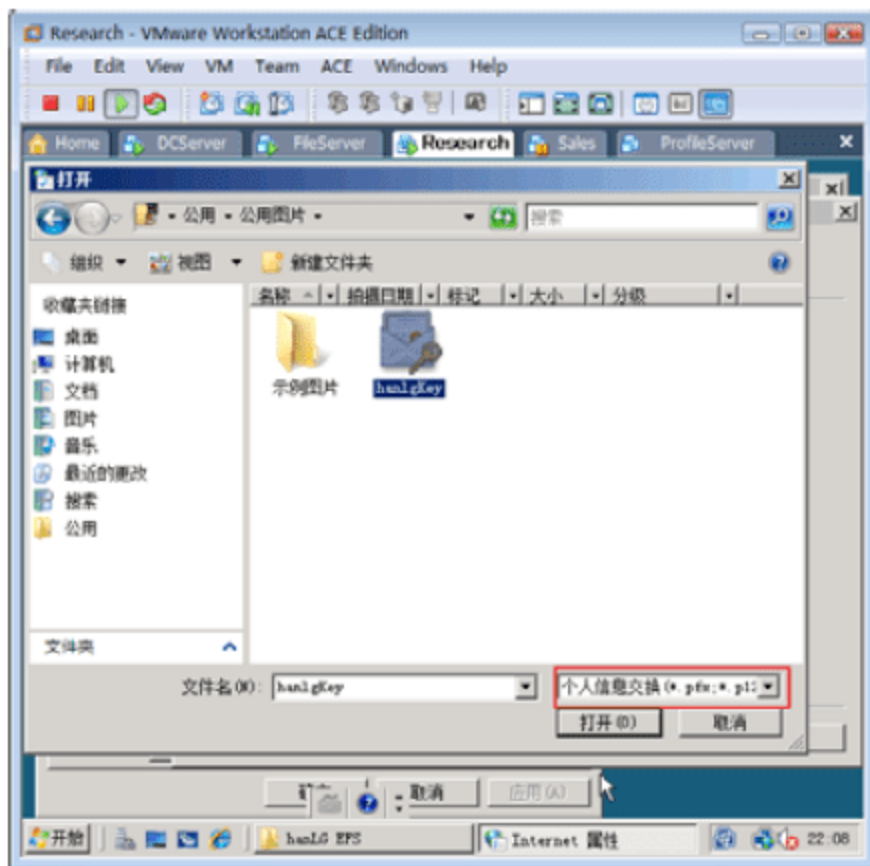 Research - VMware Workstation ACE Edition
File Edit View VM Team ACE Windows Help
Home DCServer FileServer Research Sales ProfileServer
打开
公用 公用图片
搜索
组织 视图 新建文件夹
收藏夹链接
名称 拍摄日期 标记 大小 分级
桌面
计算机
文档
图片
音乐
最近的更改
搜索
公用
示例图片 hanlgKey
文件夹
文件名(N): hanlgKey 个人信息交换(*.pfx;*.p12
打开(O) 取消
取消 应用(A)
开始 hanLG EFS Internet 属性 22:08